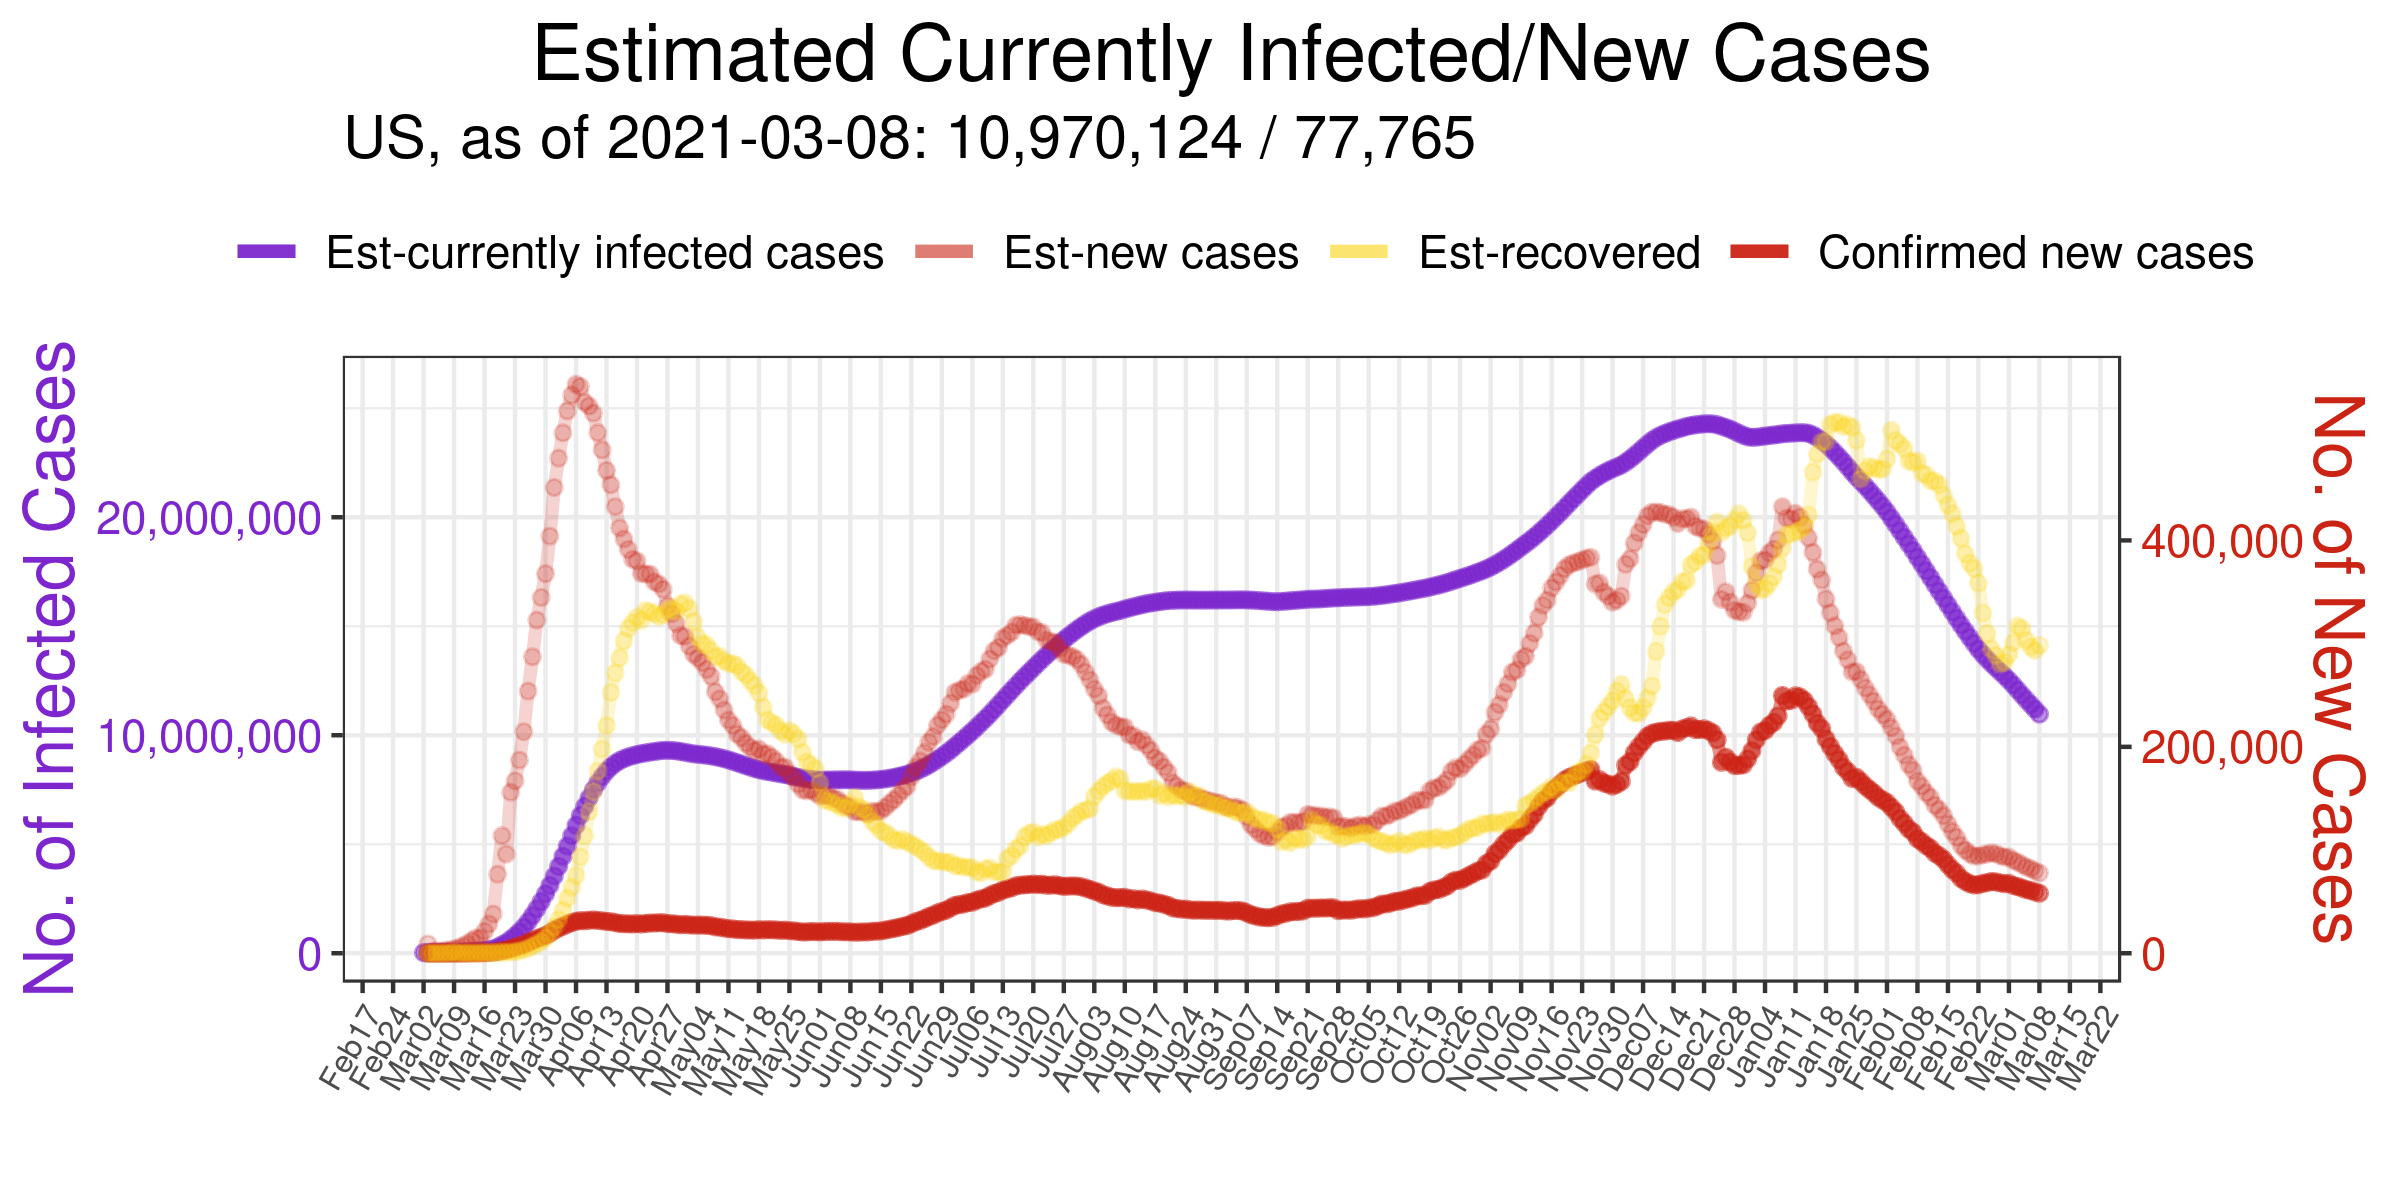 Estimated Currently Infected/New Cases
US, as of 2021-03-08: 10,970,124 / 77,765
Est-currently infected cases Est-new cases Est-recovered Confirmed new cases
No. of Infected Cases
20,000,000
10,000,000
0
400,000
200,000
0
No. of New Cases
Feb17 Feb24 Mar02 Mar09 Mar16 Mar23 Mar30 Apr06 Apr13 Apr20 Apr27 May04 May11 May18 May25 Jun01 Jun08 Jun15 Jun22 Jun29 Jul06 Jul13 Jul20 Jul27 Aug03 Aug10 Aug17 Aug24 Aug31 Sep07 Sep14 Sep21 Sep28 Oct05 Oct12 Oct19 Oct26 Nov02 Nov09 Nov16 Nov23 Nov30 Dec07 Dec14 Dec21 Dec28 Jan04 Jan11 Jan18 Jan25 Feb01 Feb08 Feb15 Feb22 Mar01 Mar08 Mar15 Mar22